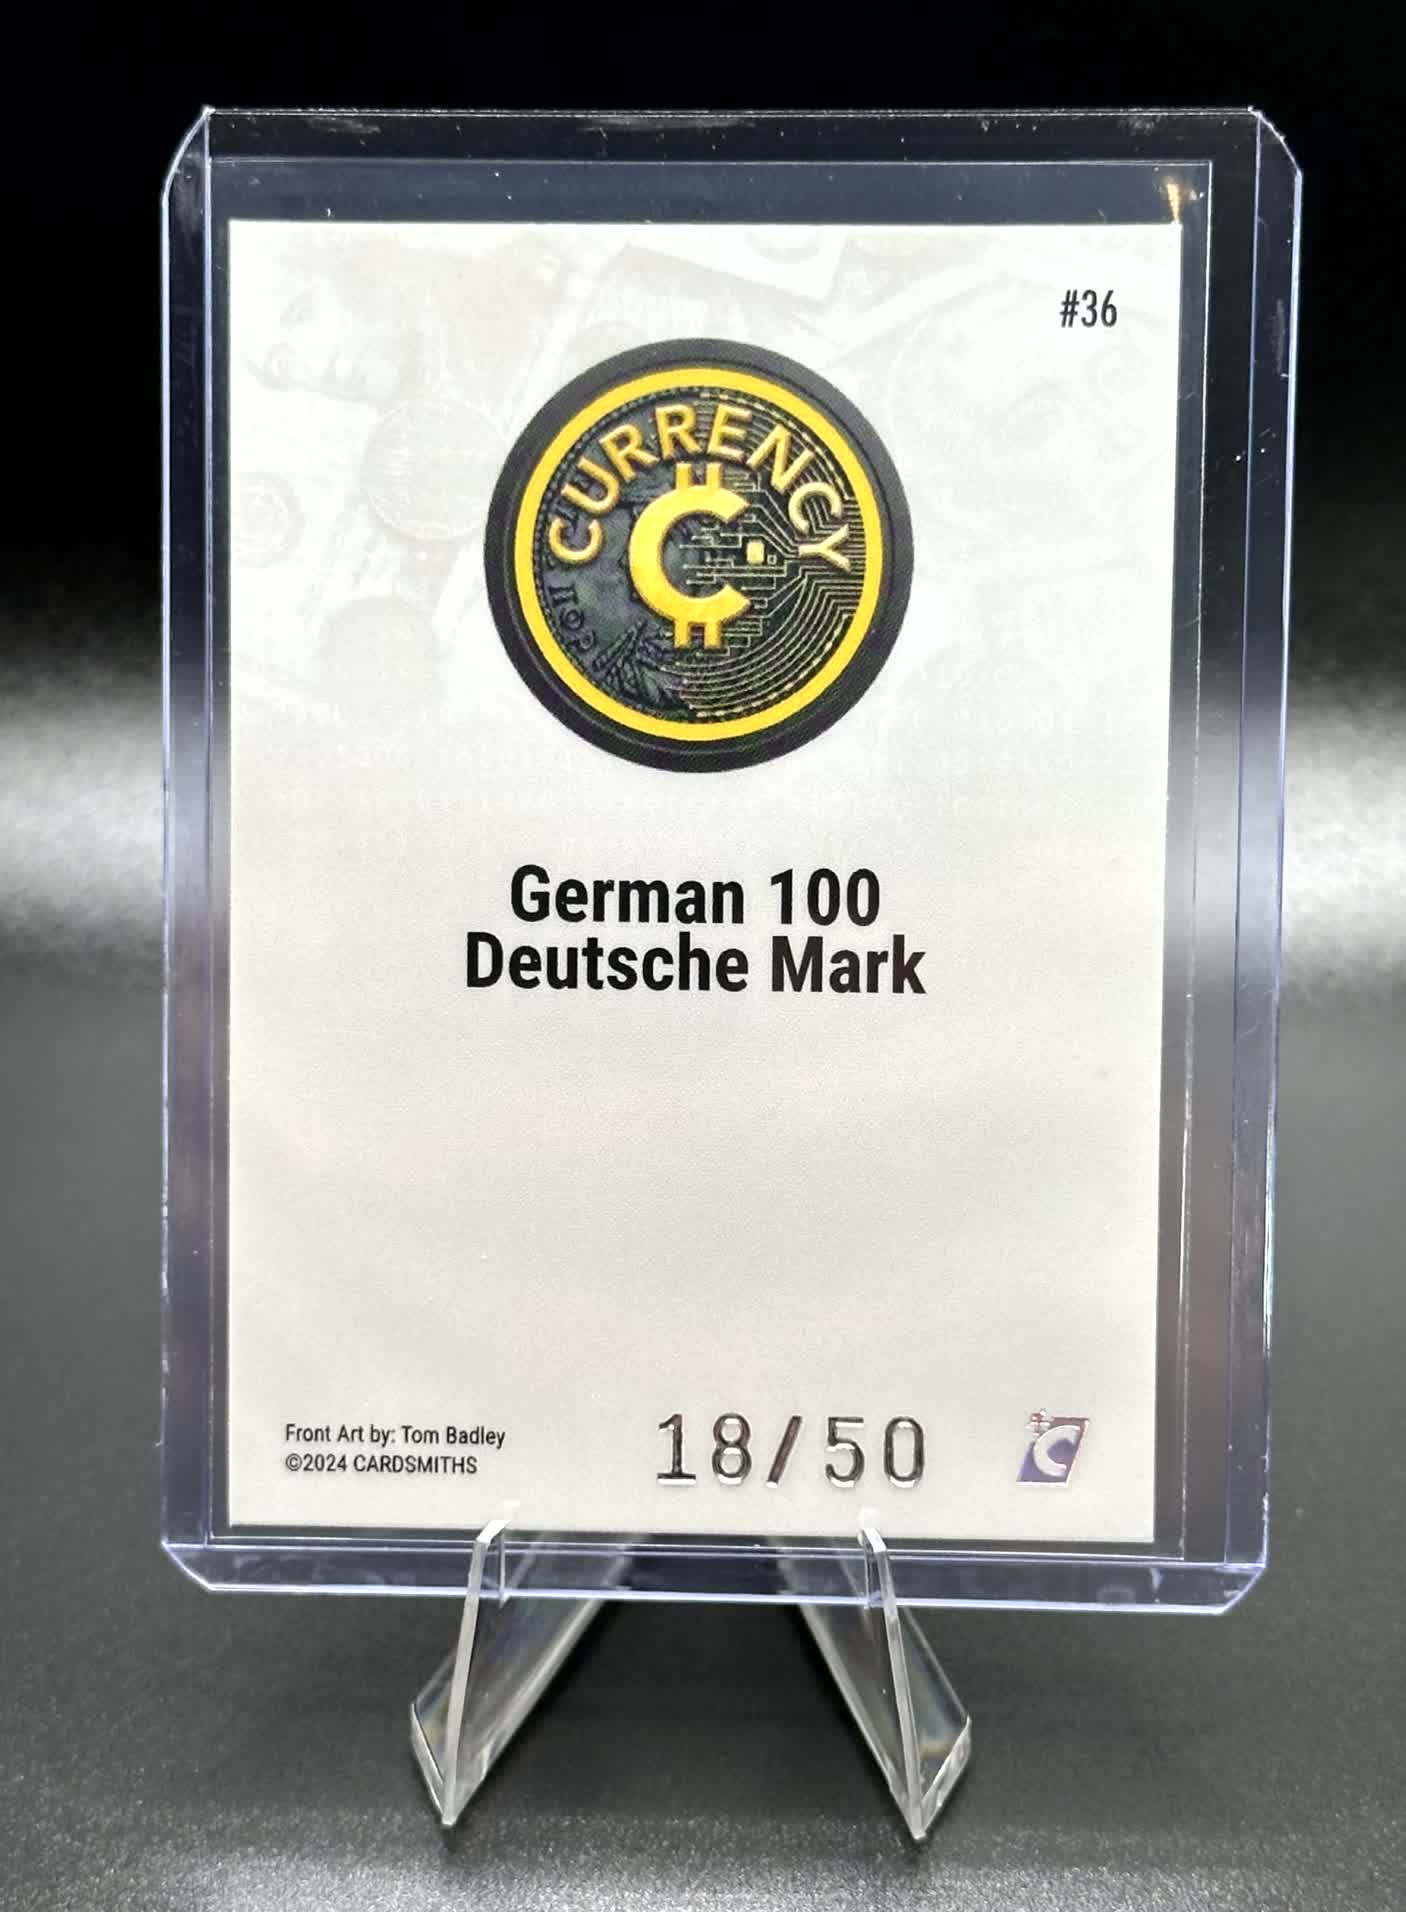 #36
CURRENCY
C
German 100
Deutsche Mark
Front Art by: Tom Badley
©2024 CARDSMITHS
18/50
C